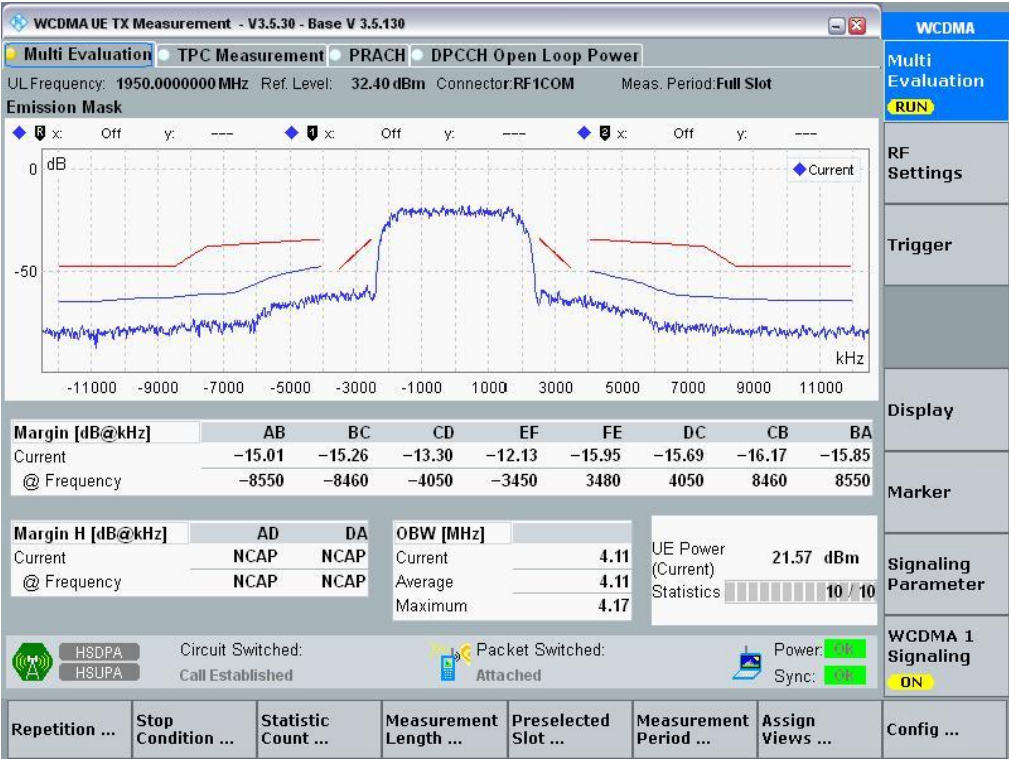 WCDMA UE TX Measurement - V3.5.30 - Base V 3.5.130
WCDMA
Multi Evaluation TPC Measurement PRACH DPCCH Open Loop Power
UL Frequency: 1950.0000000 MHz Ref. Level: 32.40 dBm Connector:RF1COM Meas. Period:Full Slot
Emission Mask
R x: Off y: --- 1 x: Off y: --- 2 x: Off y: ---
dB
Current
0
-50
kHz
-11000 -9000 -7000 -5000 -3000 -1000 1000 3000 5000 7000 9000 11000
Margin [dB@kHz] AB BC CD EF FE DC CB BA
Current -15.01 -15.26 -13.30 -12.13 -15.95 -15.69 -16.17 -15.85
@ Frequency -8550 -8460 -4050 -3450 3480 4050 8460 8550
Margin H [dB@kHz] AD DA
Current NCAP NCAP
@ Frequency NCAP NCAP
OBW [MHz]
Current 4.11
Average 4.11
Maximum 4.17
UE Power
(Current) 21.57 dBm
Statistics 10 / 10
HSDPA
HSUPA
Circuit Switched:
Call Established
Packet Switched:
Attached
Power: Ok
Sync: Ok
Multi
Evaluation
RUN
RF
Settings
Trigger
Display
Marker
Signaling
Parameter
WCDMA 1
Signaling
ON
Repetition ...
Stop
Condition ...
Statistic
Count ...
Measurement
Length ...
Preselected
Slot ...
Measurement
Period ...
Assign
Views ...
Config ...